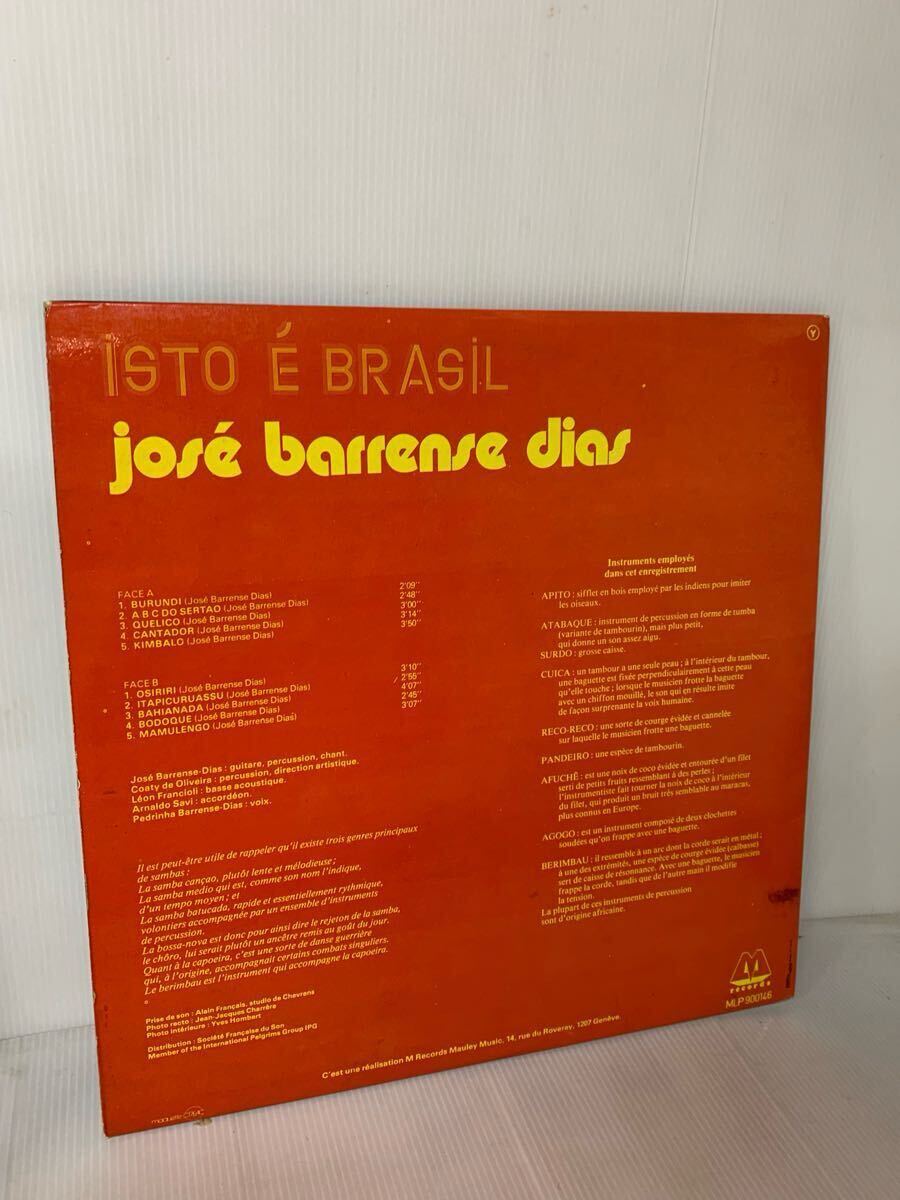 ISTO É BRASIL
Y
josé barrense dias
FACE A
1. BURUNDI (José Barrense Dias) 2'09''
2. A B C DO SERTAO (José Barrense Dias) 2'48''
3. QUELICO (José Barrense Dias) 3'00''
4. CANTADOR (José Barrense Dias) 3'14''
5. KIMBALO (José Barrense Dias) 3'50''
FACE B
1. OSIRIRI (José Barrense Dias) 3'10''
2. ITAPICURUASSU (José Barrense Dias) 2'55''
3. BAHIANADA (José Barrense Dias) 4'07''
4. BODOQUE (José Barrense Dias) 2'45''
5. MAMULENGO (José Barrense Dias) 3'07''
José Barrense-Dias : guitare, percussion, chant.
Coaty de Oliveira : percussion, direction artistique.
Léon Francioli : basse acoustique.
Arnaldo Savi : accordéon.
Pedrinha Barrense-Dias : voix.
Il est peut-être utile de rappeler qu'il existe trois genres principaux
de sambas :
La samba cançao, plutôt lente et mélodieuse ;
La samba medio qui est, comme son nom l'indique,
d'un tempo moyen ; et
La samba batucada, rapide et essentiellement rythmique,
volontiers accompagnée par un ensemble d'instruments
de percussion.
La bossa-nova est donc pour ainsi dire le rejeton de la samba,
le chôro, lui serait plutôt un ancêtre remis au goût du jour.
Quant à la capoeira, c'est une sorte de danse guerrière
qui, à l'origine, accompagnait certains combats singuliers.
Le berimbau est l'instrument qui accompagne la capoeira.
Prise de son : Alain Français, studio de Chevrens
Photo recto : Jean-Jacques Charrère
Photo intérieure : Yves Humbert
Distribution : Société Française du Son
Member of the International Pelgrims Group IPG
Instruments employés
dans cet enregistrement
APITO : sifflet en bois employé par les indiens pour imiter
les oiseaux.
ATABAQUE : instrument de percussion en forme de tumba
(variante de tambourin), mais plus petit,
qui donne un son assez aigu.
SURDO : grosse caisse.
CUICA : un tambour a une seule peau ; à l'intérieur du tambour,
une baguette est fixée perpendiculairement à cette peau
qu'elle touche ; lorsque le musicien frotte la baguette
avec un chiffon mouillé, le son qui en résulte imite
de façon surprenante la voix humaine.
RECO-RECO : une sorte de courge évidée et cannelée
sur laquelle le musicien frotte une baguette.
PANDEIRO : une espèce de tambourin.
AFUCHÊ : est une noix de coco évidée et entourée d'un filet
serti de petits fruits ressemblant à des perles ;
l'instrumentiste fait tourner la noix de coco à l'intérieur
du filet, qui produit un bruit très semblable au maracas,
plus connus en Europe.
AGOGO : est un instrument composé de deux clochettes
soudées qu'on frappe avec une baguette.
BERIMBAU : il ressemble à un arc dont la corde serait en métal ;
à une des extrémités, une espèce de courge évidée (calbasse)
sert de caisse de résonnance. Avec une baguette, le musicien
frappe la corde, tandis que de l'autre main il modifie
la tension.
La plupart de ces instruments de percussion
sont d'origine africaine.
M
records
MLP 900146
C'est une réalisation M Records Mauley Music, 14, rue du Roveray, 1207 Genève.
maquette